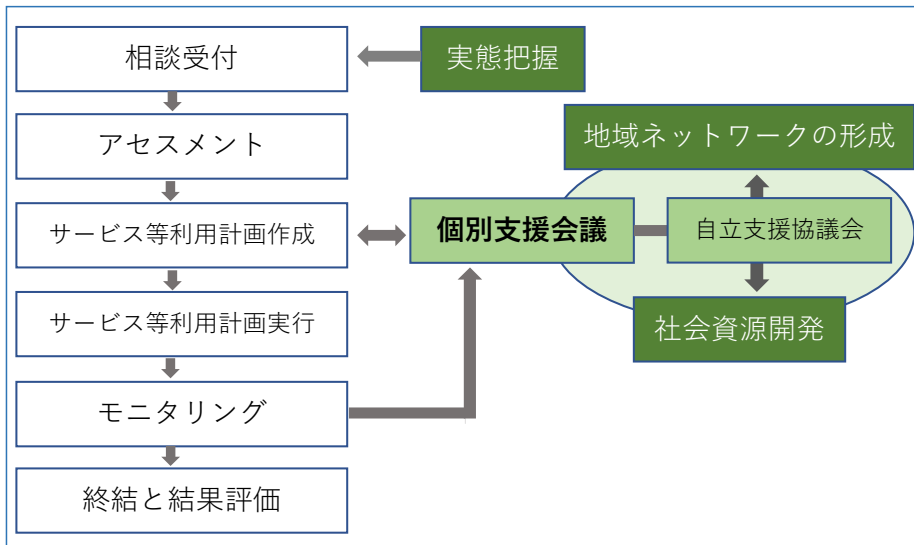 相談受付
実態把握
アセスメント
地域ネットワークの形成
サービス等利用計画作成
個別支援会議
自立支援協議会
サービス等利用計画実行
社会資源開発
モニタリング
終結と結果評価